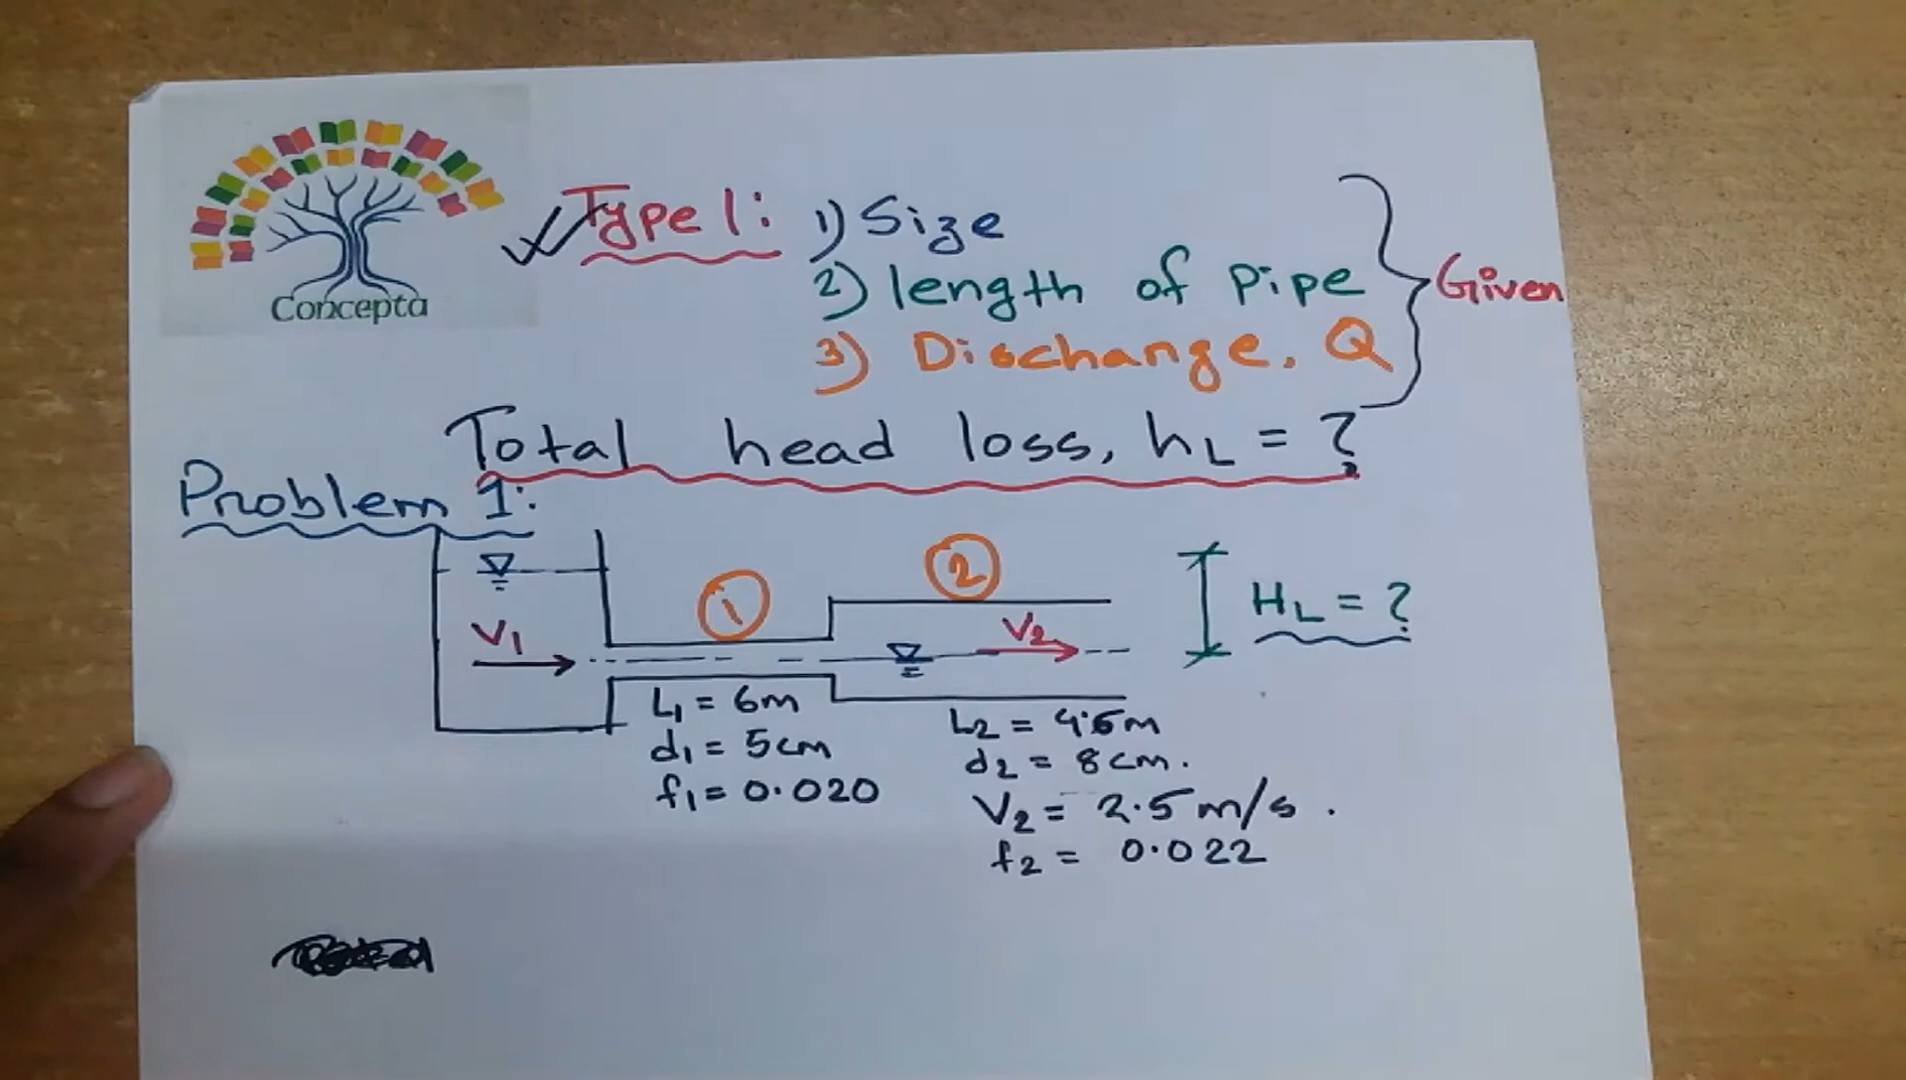 Concepta
Type 1: 1) Size
2) length of pipe
3) Dischange, Q
Given
Total head loss, hL = ?
Problem 1:
① ②
HL = ?
V1 V2
L1 = 6m
d1 = 5cm
f1 = 0.020
L2 = 4.5m
d2 = 8cm.
V2 = 2.5m/s.
f2 = 0.022